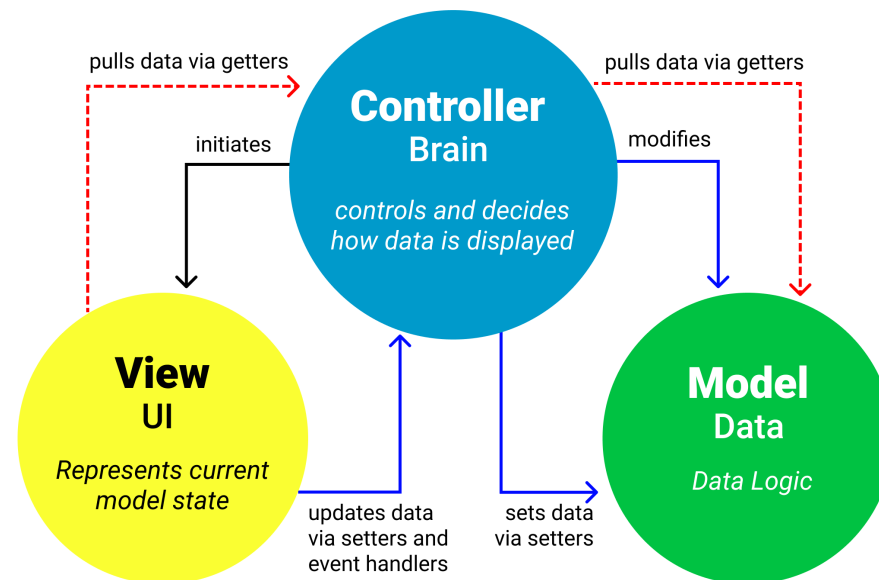 pulls data via getters
pulls data via getters
Controller
Brain
initiates
modifies
controls and decides
how data is displayed
View
UI
Represents current
model state
Model
Data
Data Logic
updates data
via setters and
event handlers
sets data
via setters